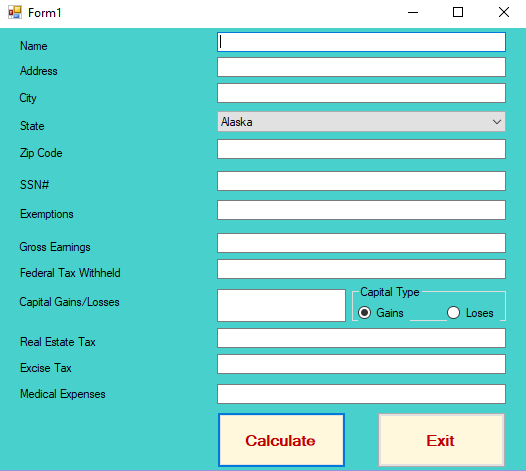 Form1
Name
Address
City
State Alaska
Zip Code
SSN#
Exemptions
Gross Earnings
Federal Tax Withheld
Capital Type
Capital Gains/Losses
Gains Loses
Real Estate Tax
Excise Tax
Medical Expenses
Calculate Exit